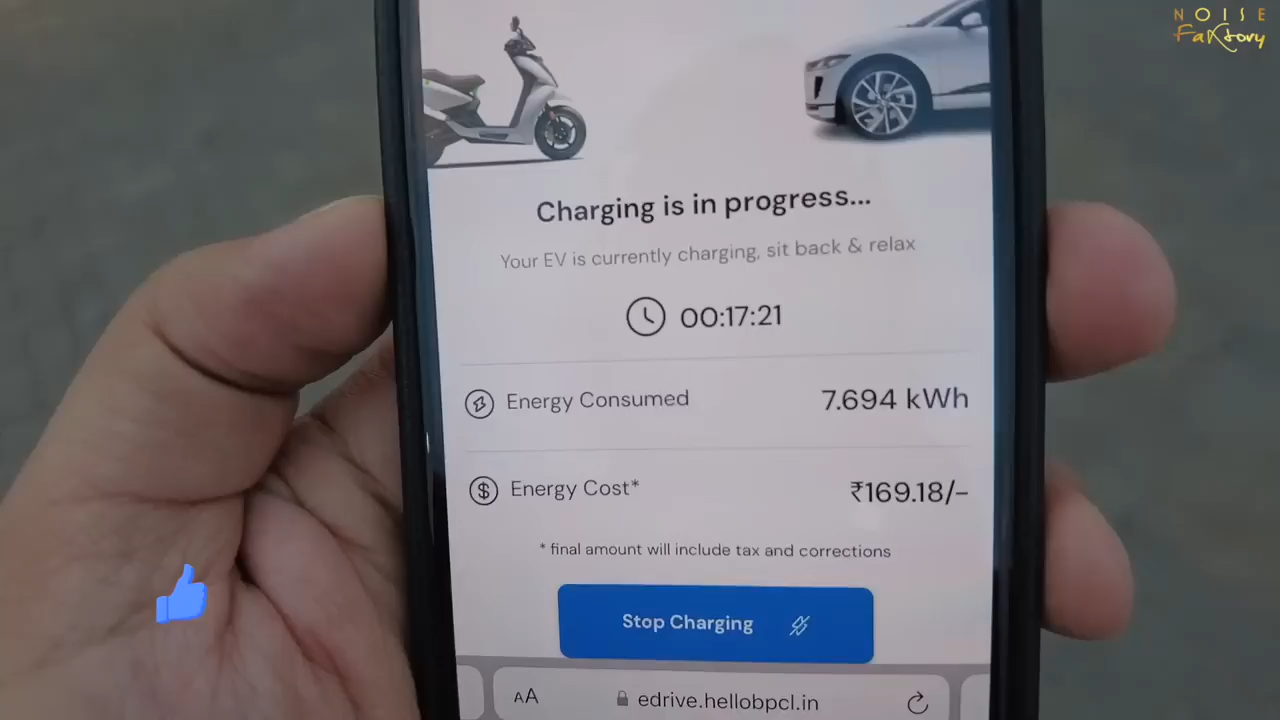 NOISE
Faktory
Charging is in progress...
Your EV is currently charging, sit back & relax
00:17:21
Energy Consumed 7.694 kWh
Energy Cost* ₹169.18/-
* final amount will include tax and corrections
Stop Charging
AA edrive.hellobpcl.in